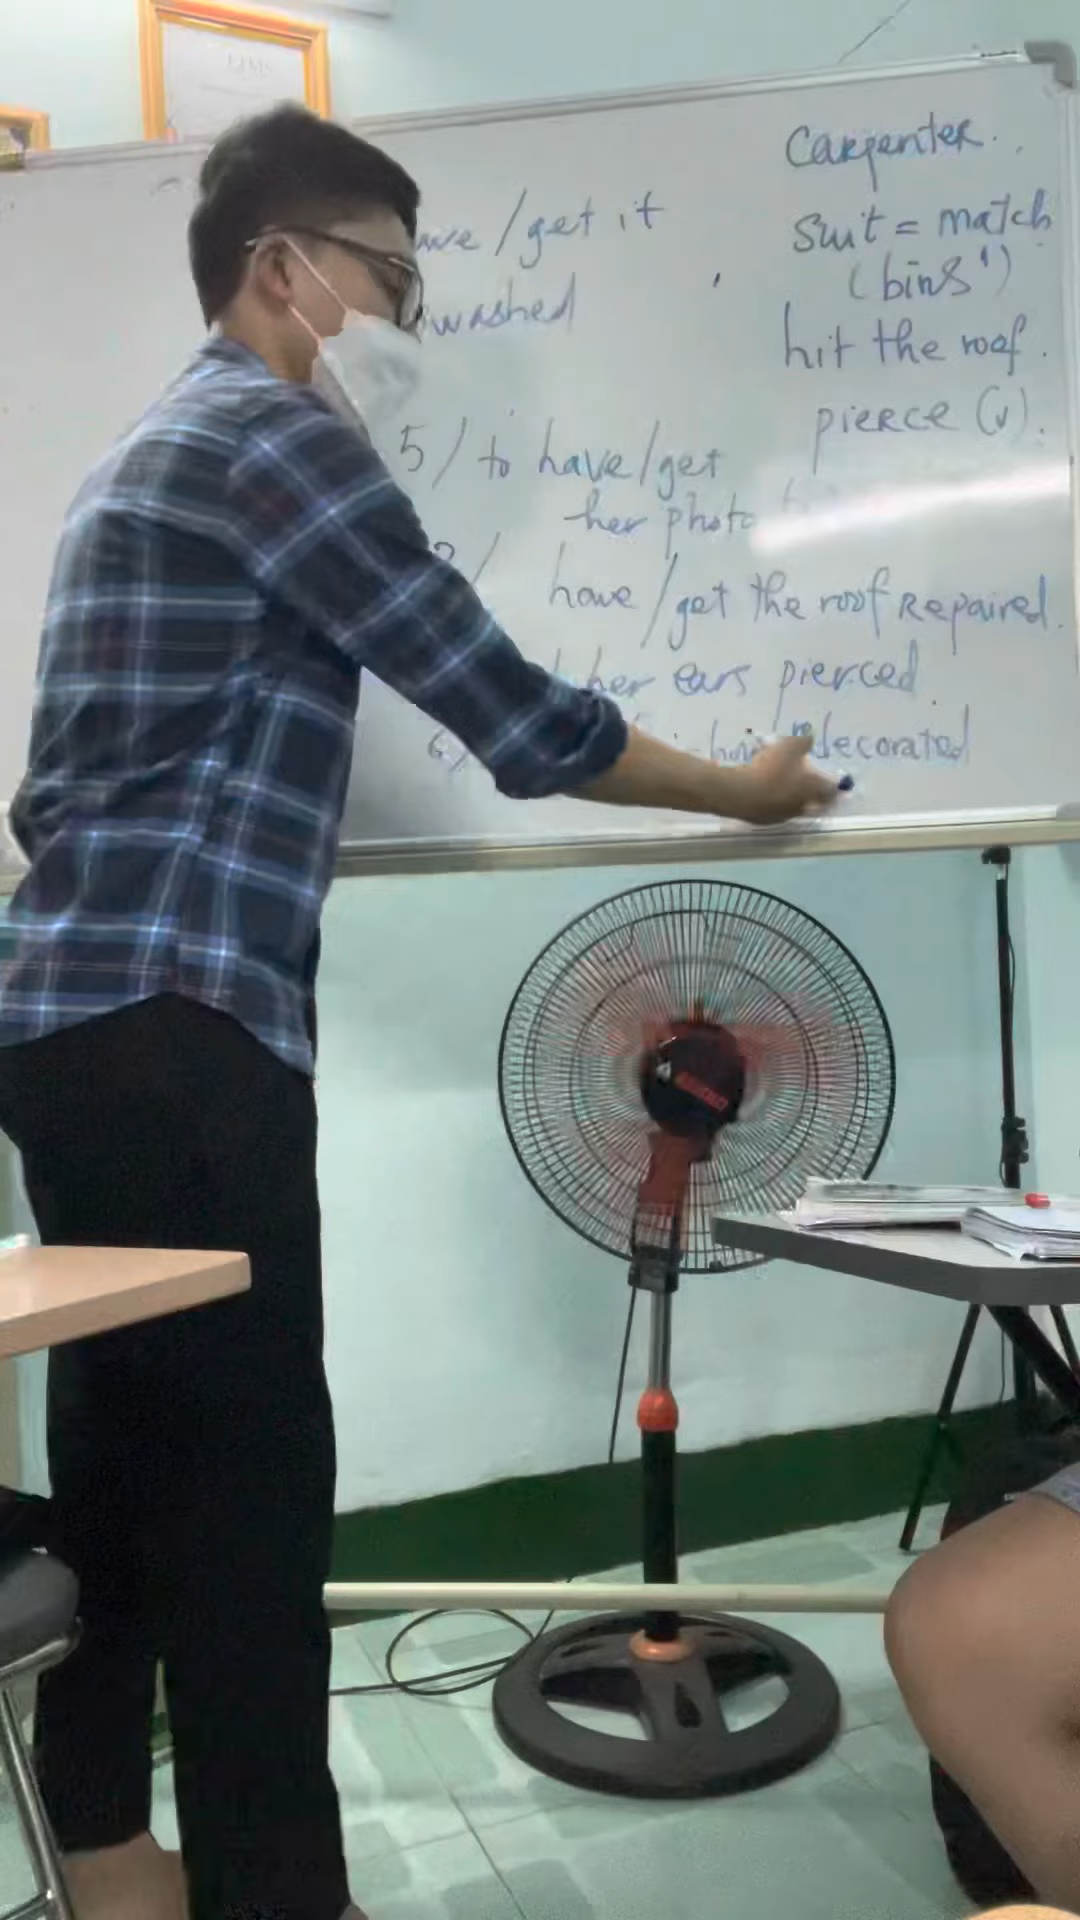 Carpenter.
suit = match
(bins')
hit the roof.
pierce (v).
/get it
washed
5/ to have/get
her photo
have/get the roof Repaired.
her ears pierced
redecorated